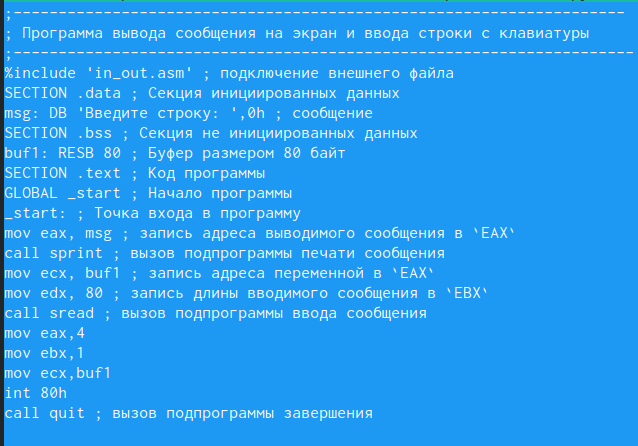 ;--------------------------------------------------------------------
; Программа вывода сообщения на экран и ввода строки с клавиатуры
;---------------------------------------------------------------------
%include 'in_out.asm' ; подключение внешнего файла
SECTION .data ; Секция инициированных данных
msg: DB 'Введите строку: ',0h ; сообщение
SECTION .bss ; Секция не инициированных данных
buf1: RESB 80 ; Буфер размером 80 байт
SECTION .text ; Код программы
GLOBAL _start ; Начало программы
_start: ; Точка входа в программу
mov eax, msg ; запись адреса выводимого сообщения в `EAX`
call sprint ; вызов подпрограммы печати сообщения
mov ecx, buf1 ; запись адреса переменной в `EAX`
mov edx, 80 ; запись длины вводимого сообщения в `EBX`
call sread ; вызов подпрограммы ввода сообщения
mov eax,4
mov ebx,1
mov ecx,buf1
int 80h
call quit ; вызов подпрограммы завершения